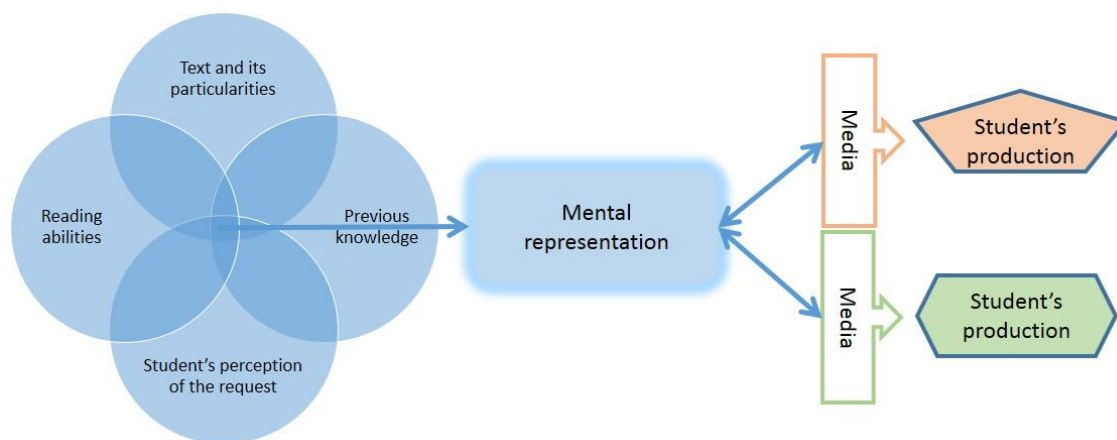 Text and its
particularities
Reading
abilities
Previous
knowledge
Student's perception
of the request
Mental
representation
Media
Student's
production
Media
Student's
production